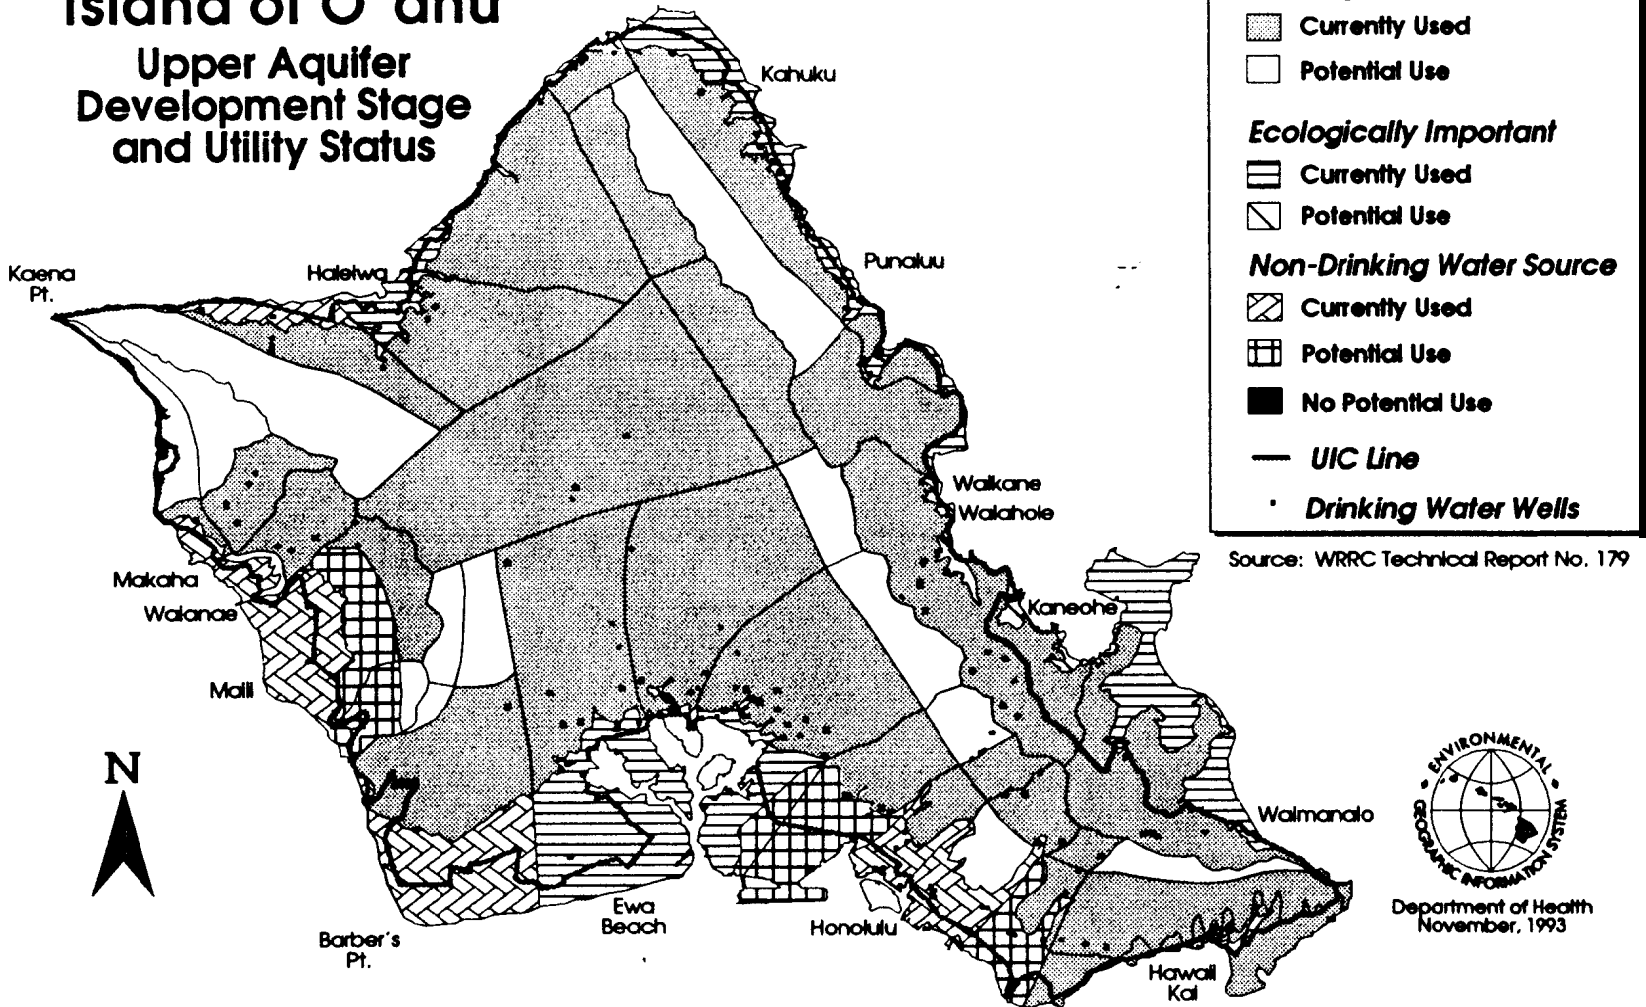 Island of O'ahu
Upper Aquifer
Development Stage
and Utility Status
Currently Used
Potential Use
Ecologically Important
Currently Used
Potential Use
Non-Drinking Water Source
Currently Used
Potential Use
No Potential Use
UIC Line
Drinking Water Wells
Source: WRRC Technical Report No. 179
Kahuku
Punaluu
Kaena
Pt.
Haleiwa
Waikane
Waiahole
Makaha
Waianae
Kaneohe
Maili
N
Waimanalo
Ewa
Beach
Honolulu
Barber's
Pt.
Hawaii
Kai
ENVIRONMENTAL
GEOGRAPHIC INFORMATION SYSTEM
Department of Health
November, 1993